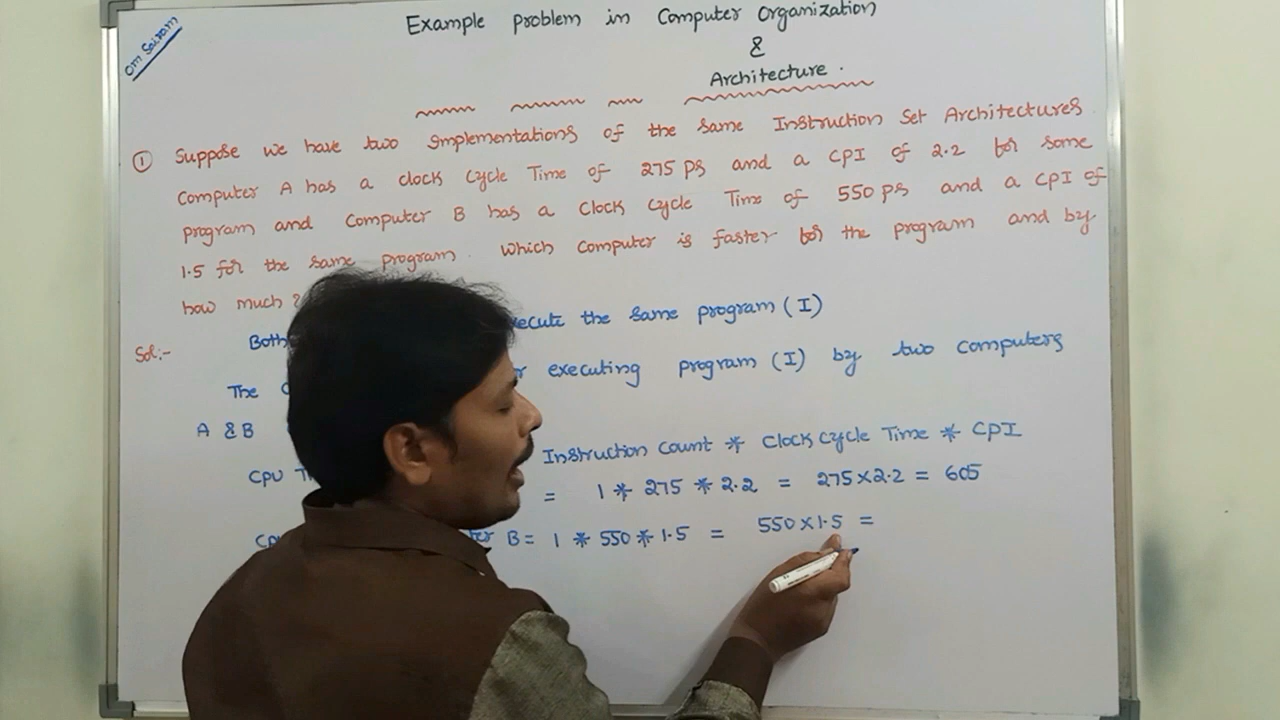 Om Sairam
Example problem in Computer Organization
&
Architecture.
① Suppose we have two Implementations of the same Instruction Set Architectures
Computer A has a clock Cycle Time of 275 ps and a CPI of 2.2 for some
program and Computer B has a Clock Cycle Time of 550 ps and a CPI of
1.5 for the same program. Which Computer is faster for the program and by
how much?
Sol:- Both execute the same program (I)
The executing program (I) by two computers
A & B
CPU Instruction Count * Clock Cycle Time * CPI
= 1 * 275 * 2.2 = 275×2.2 = 605
B = 1 * 550 * 1.5 = 550×1.5 =